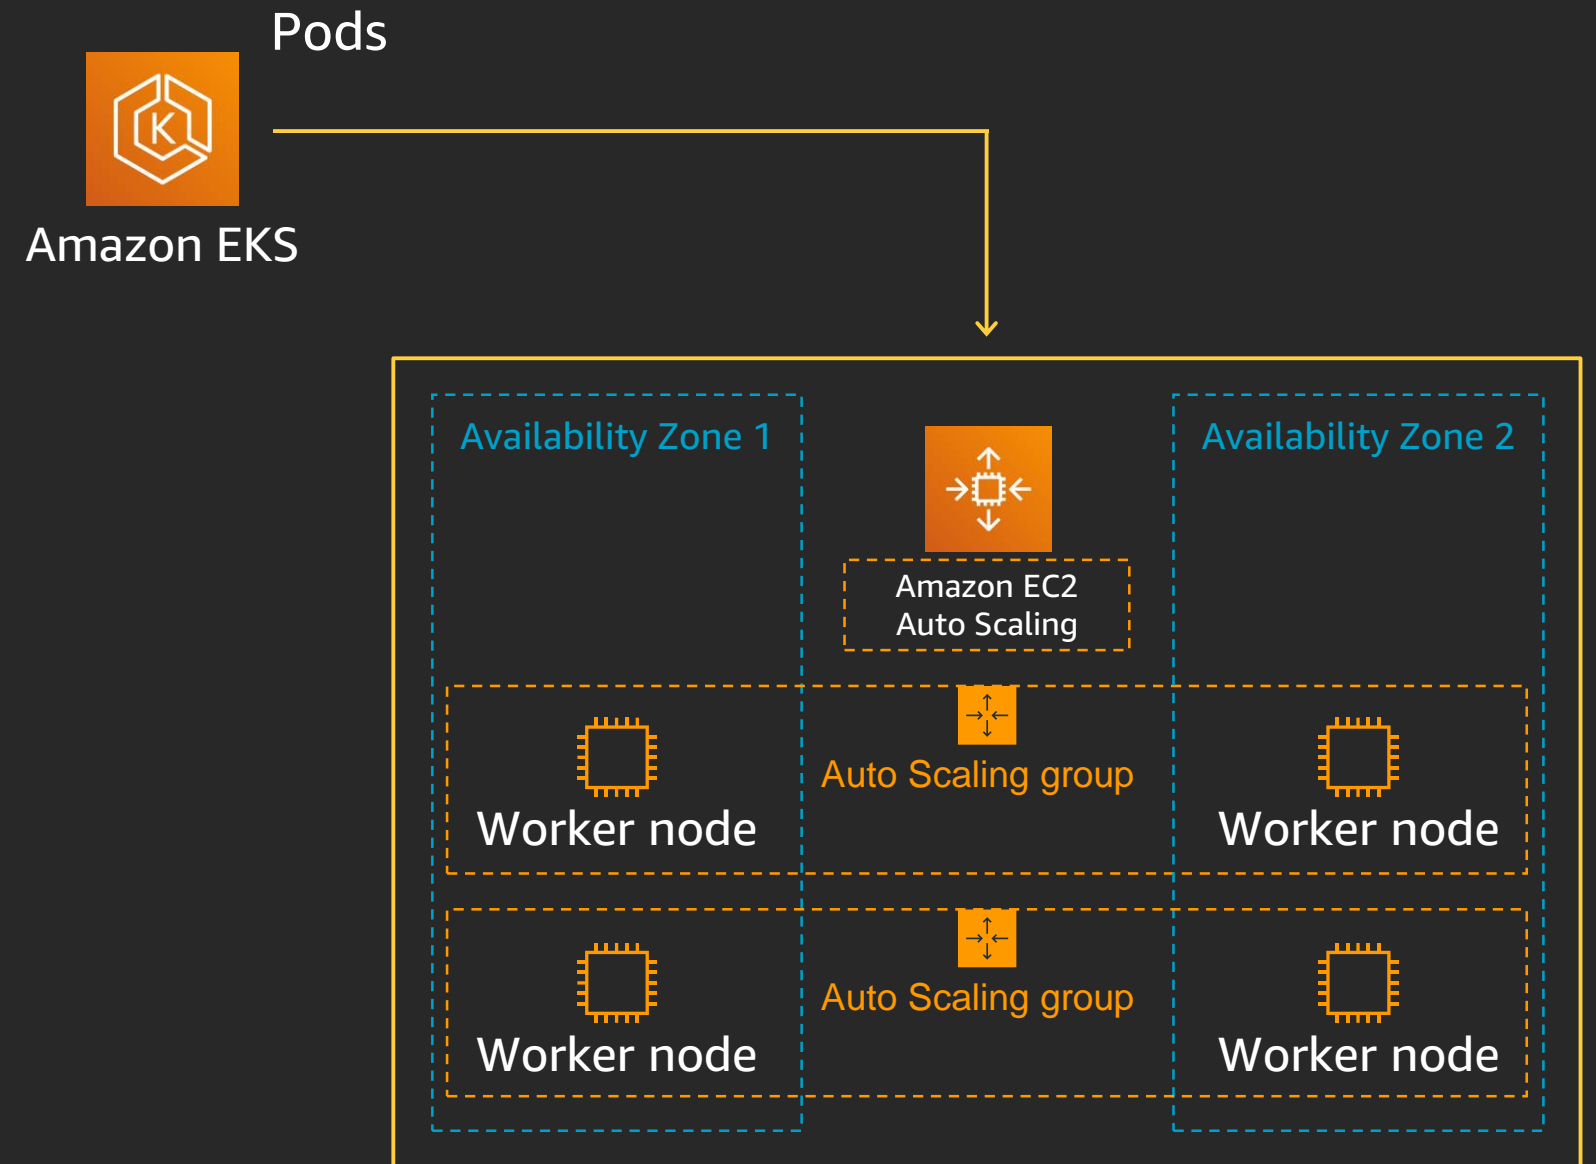 Pods
K
Amazon EKS
Availability Zone 1
Availability Zone 2
Amazon EC2
Auto Scaling
Auto Scaling group
Worker node
Worker node
Auto Scaling group
Worker node
Worker node